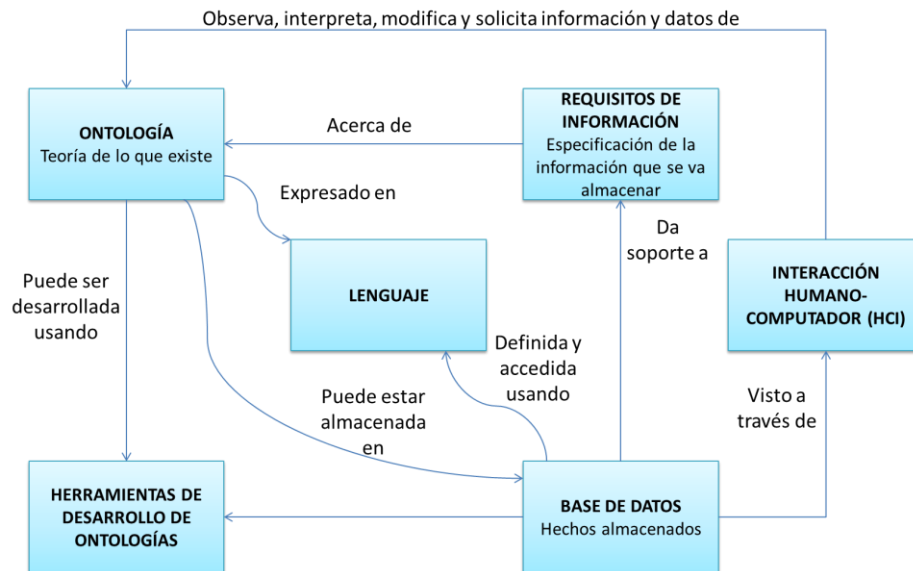 Observa, interpreta, modifica y solicita información y datos de
ONTOLOGÍA
Teoría de lo que existe
Acerca de
REQUISITOS DE
INFORMACIÓN
Especificación de la
información que se va
almacenar
Expresado en
Da
soporte a
Puede ser
desarrollada
usando
LENGUAJE
INTERACCIÓN
HUMANO-
COMPUTADOR (HCI)
Definida y
accedida
usando
Puede estar
almacenada
en
Visto a
través de
HERRAMIENTAS DE
DESARROLLO DE
ONTOLOGÍAS
BASE DE DATOS
Hechos almacenados